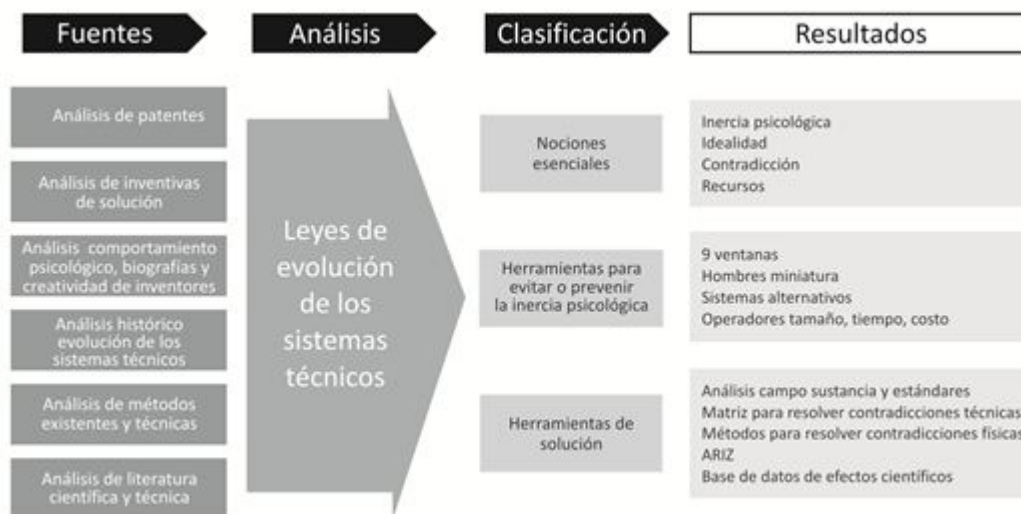 Fuentes
Análisis
Clasificación
Resultados
Análisis de patentes
Análisis de inventivas
de solución
Análisis comportamiento
psicológico, biografías y
creatividad de inventores
Análisis histórico
evolución de los
sistemas técnicos
Análisis de métodos
existentes y técnicas
Análisis de literatura
científica y técnica
Leyes de
evolución
de los
sistemas
técnicos
Nociones
esenciales
Herramientas para
evitar o prevenir
la inercia psicológica
Herramientas de
solución
Inercia psicológica
Idealidad
Contradicción
Recursos
9 ventanas
Hombres miniatura
Sistemas alternativos
Operadores tamaño, tiempo, costo
Análisis campo sustancia y estándares
Matriz para resolver contradicciones técnicas
Métodos para resolver contradicciones físicas
ARIZ
Base de datos de efectos científicos